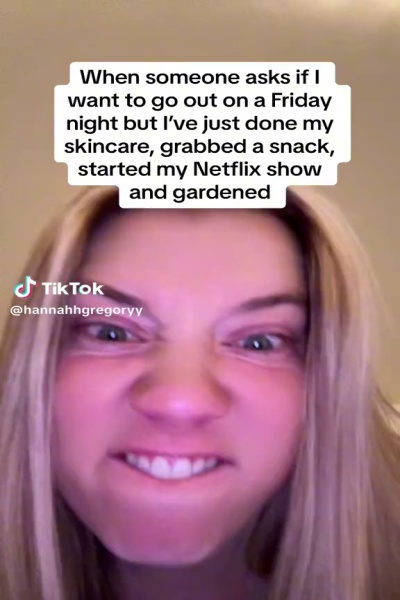 When someone asks if I
want to go out on a Friday
night but I've just done my
skincare, grabbed a snack,
started my Netflix show
and gardened
TikTok
@hannahhgregoryy